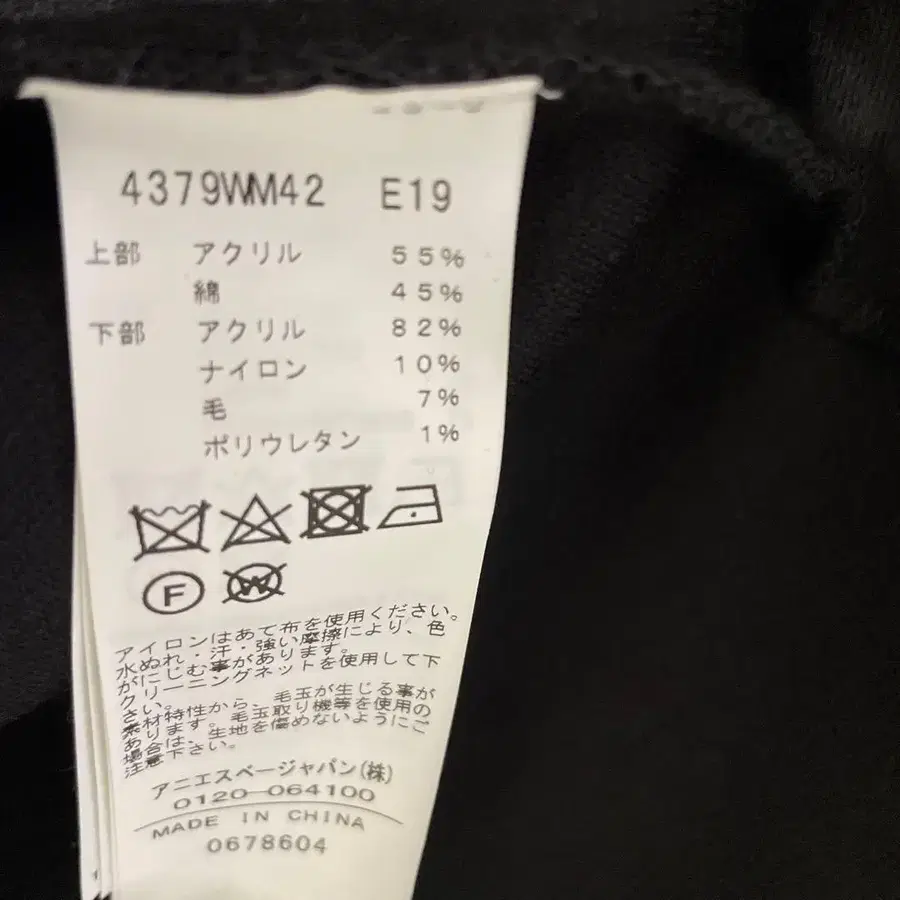 4379WM42 E19
上部 アクリル 55%
綿 45%
下部 アクリル 82%
ナイロン 10%
毛 7%
ポリウレタン 1%
F W
アイロンはあて布を使用ください。
水ぬれ・汗・強い摩擦により、色
がにじむ事があります。
クリーニングネットを使用して下
さい。
素材特性から、毛玉が生じる事が
あります。毛玉取り機等を使用の
場合は、生地を傷めないようにご
注意下さい。
アニエスベージャパン(株)
0120-064100
MADE IN CHINA
0678604